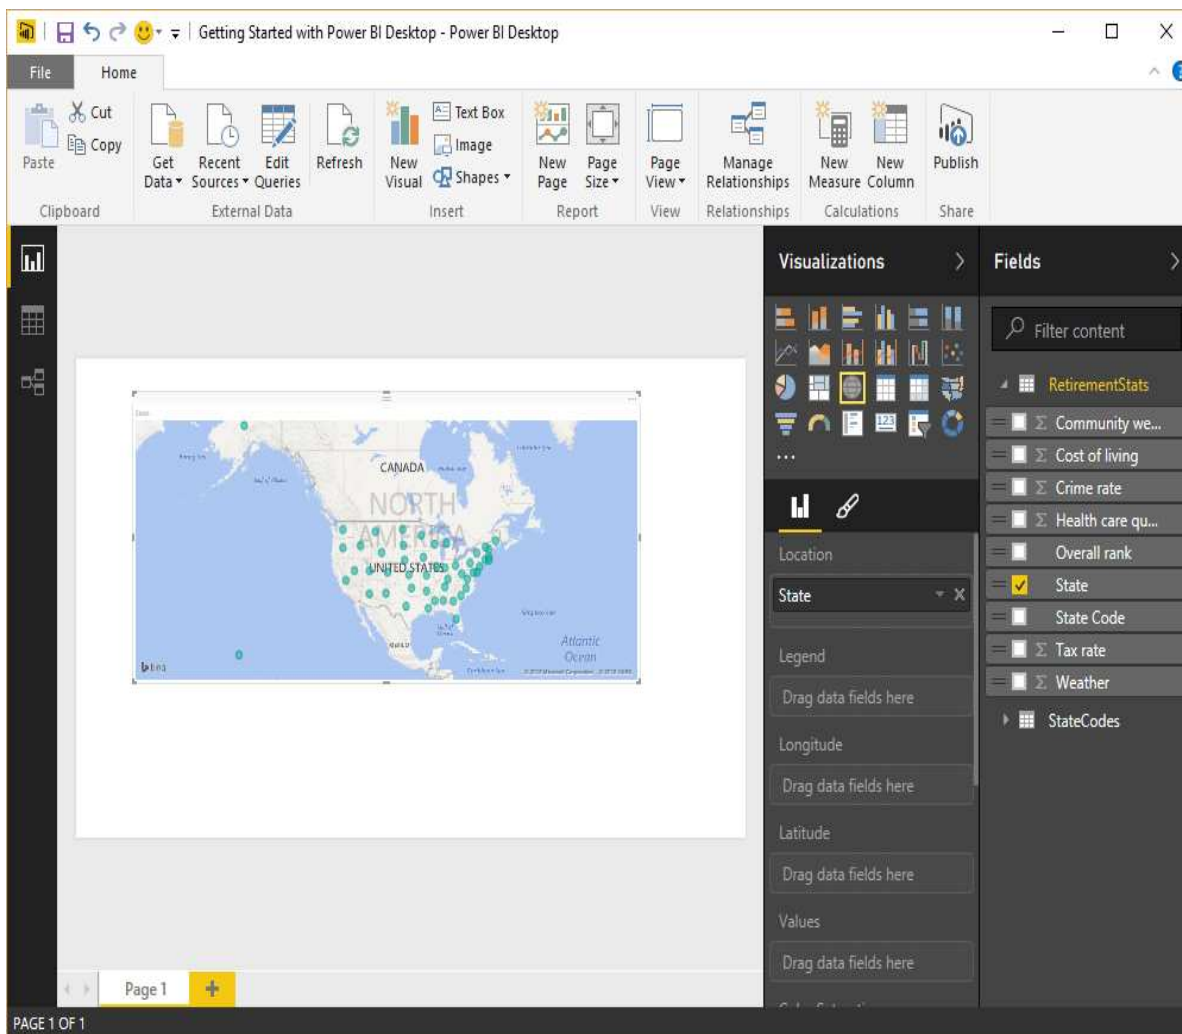 Getting Started with Power BI Desktop - Power BI Desktop
File Home
Cut
Copy
Paste
Get Data
Recent Sources
Edit Queries
Refresh
New Visual
Text Box
Image
Shapes
New Page
Page Size
Page View
Manage Relationships
New Measure
New Column
Publish
Clipboard External Data Insert Report View Relationships Calculations Share
Visualizations
Fields
Filter content
RetirementStats
Community we...
Cost of living
Crime rate
Health care qu...
Overall rank
State
State Code
Tax rate
Weather
StateCodes
123
...
Location
State
Legend
Drag data fields here
Longitude
Drag data fields here
Latitude
Drag data fields here
Values
Drag data fields here
CANADA
NORTH
AMERICA
UNITED STATES
Atlantic
Ocean
bing
Page 1
PAGE 1 OF 1